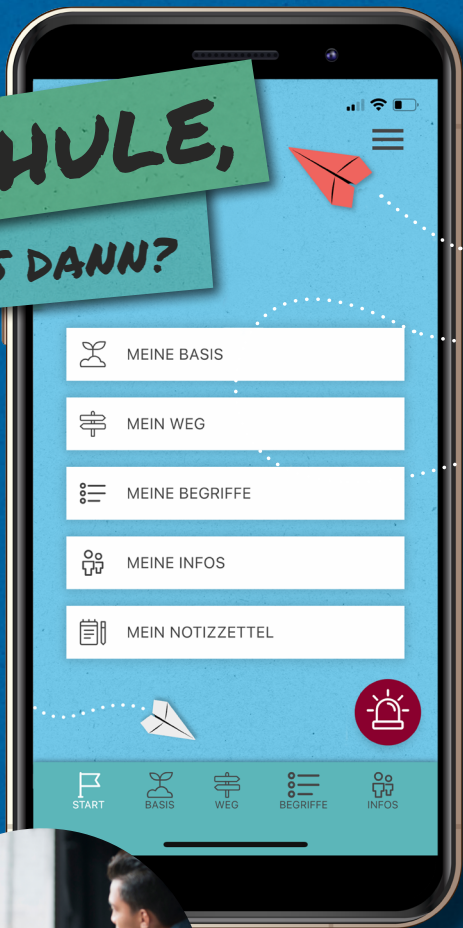 HULE,
S DANN?
MEINE BASIS
MEIN WEG
MEINE BEGRIFFE
MEINE INFOS
MEIN NOTIZZETTEL
START BASIS WEG BEGRIFFE INFOS